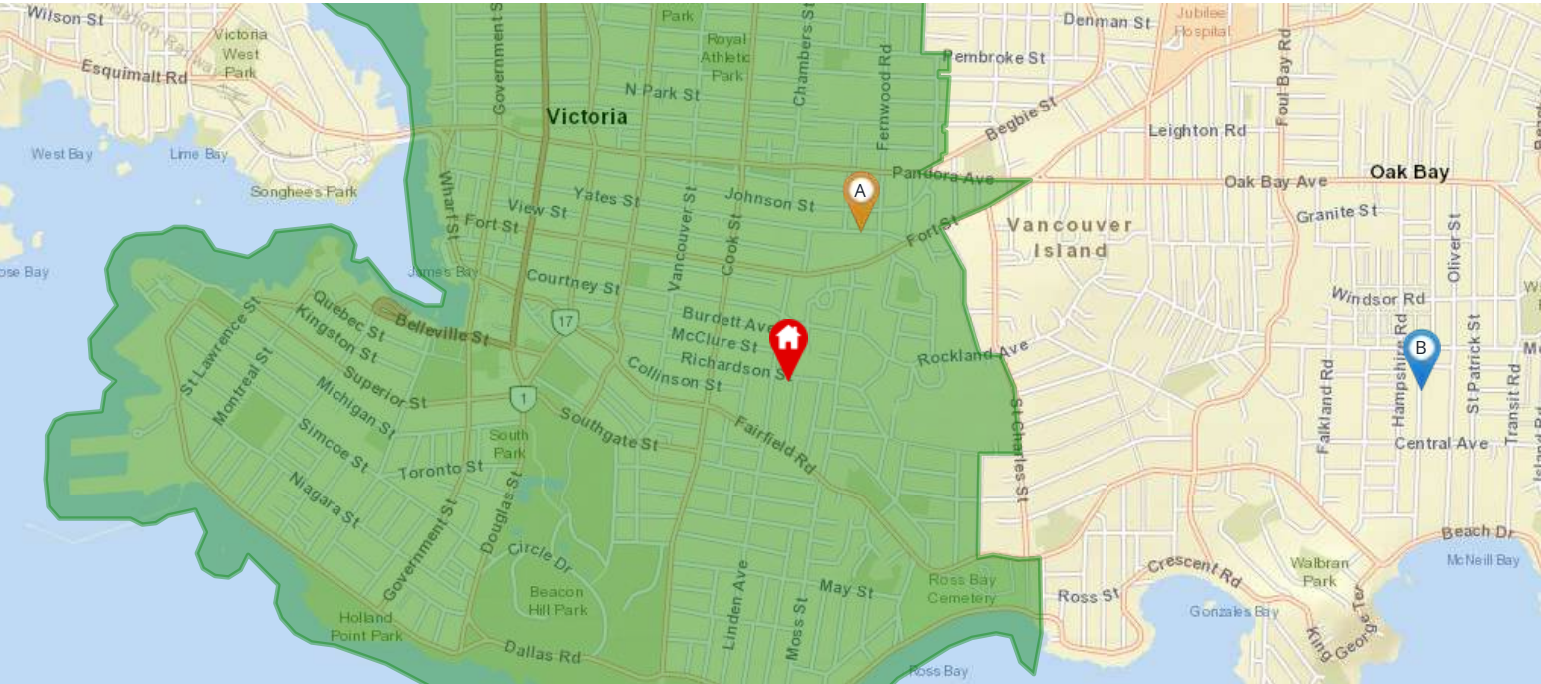 Wilson St
Victoria
West
Park
Esquimalt Rd
West Bay
Lime Bay
Songhees Park
Government S
Park
Royal
Athletic
Park
Chambers St
N Park St
Victoria
Fernwood Rd
Pembroke St
Denman St
Jubilee
Hospital
Foul Bay Rd
Begbie St
Leighton Rd
Oak Bay
Oak Bay Ave
Pandora Ave
A
Johnson St
Yates St
View St
Fort St
Wharf St
Vancouver St
Cook St
Fort St
Vancouver
Island
Granite St
Oliver St
James Bay
Courtney St
17
Burdett Ave
McClure St
Richardson S
Collinson St
Rockland Ave
Windsor Rd
Hampshire Rd
B
St Patrick St
Transit Rd
Falkland Rd
Central Ave
St Lawrence St
Quebec St
Kingston St
Belleville St
Montreal St
Superior St
Michigan St
Simcoe St
Toronto St
Niagara St
1
South
Park
Southgate St
Fairfield Rd
St Charles St
Government St
Douglas St
Circle Dr
Beacon
Hill Park
Holland
Point Park
Dallas Rd
Linden Ave
Moss St
May St
Ross Bay
Cemetery
Ross Bay
Ross St
Crescent Rd
Gonzales Bay
Walbran
Park
King George Ter
Beach Dr
McNeill Bay